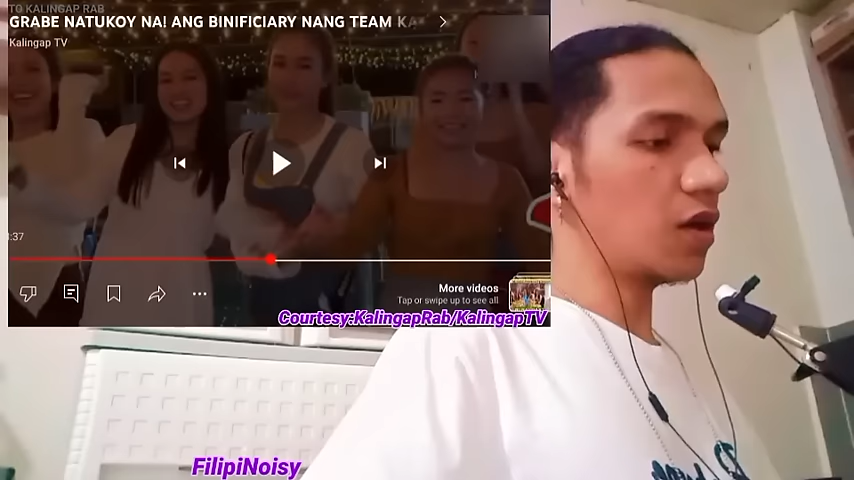 TO KALINGAP RAB
GRABE NATUKOY NA! ANG BINIFICIARY NANG TEAM KA
Kalingap TV
:37
More videos
Tap or swipe up to see all
Courtesy:KalingapRab/KalingapTV
FilipiNoisy